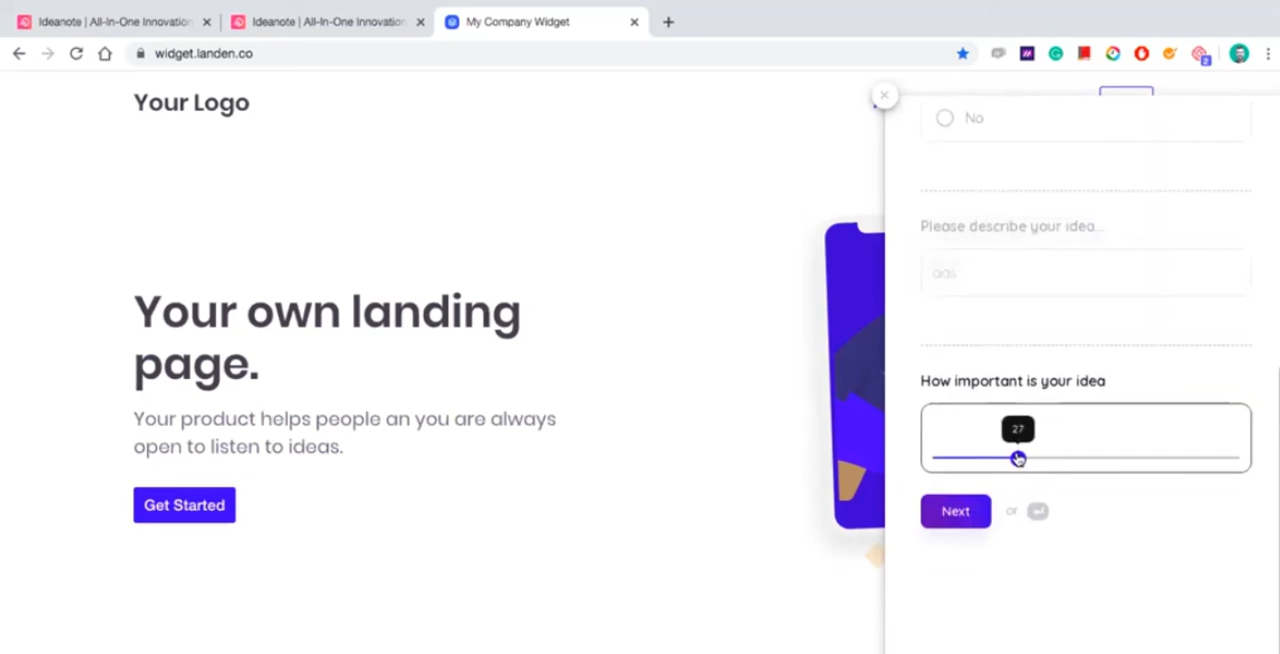 Ideanote | All-In-One Innovation
Ideanote | All-In-One Innovation
My Company Widget
widget.landen.co
2
Your Logo
No
Please describe your idea...
aas
Your own landing
page.
How important is your idea
27
Your product helps people an you are always
open to listen to ideas.
Get Started
Next
or